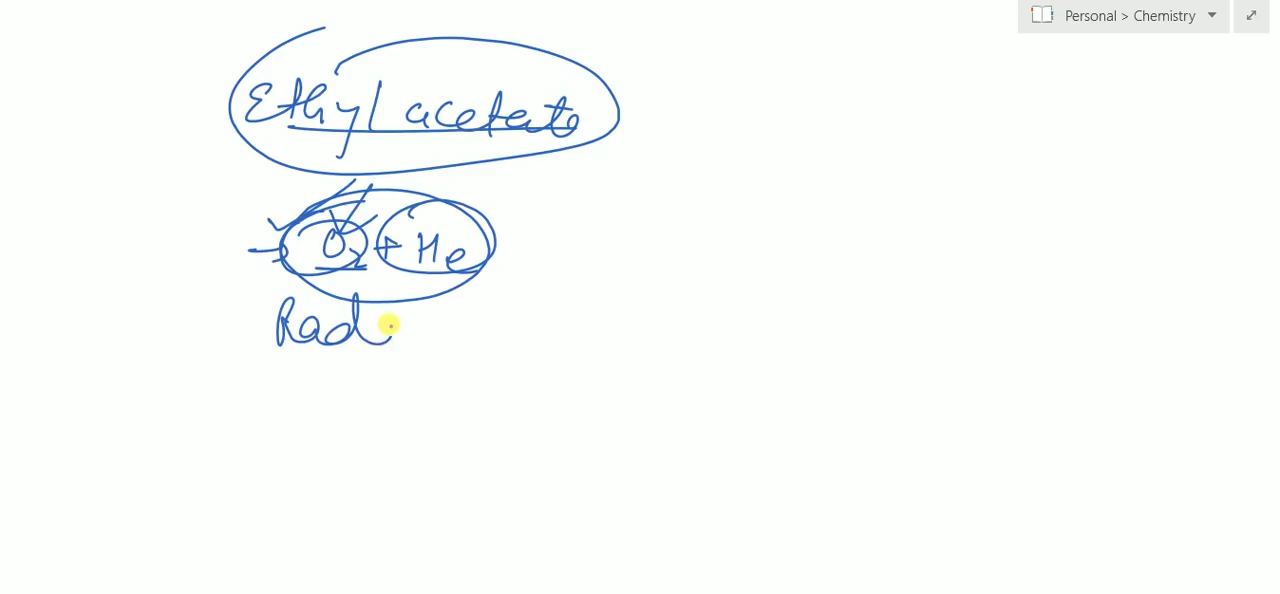 Personal > Chemistry
Ethyl acetate
→ O₂ + He
Rad